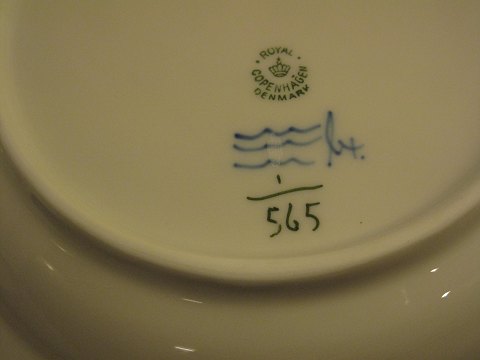 ROYAL
COPENHAGEN
DENMARK
1
565